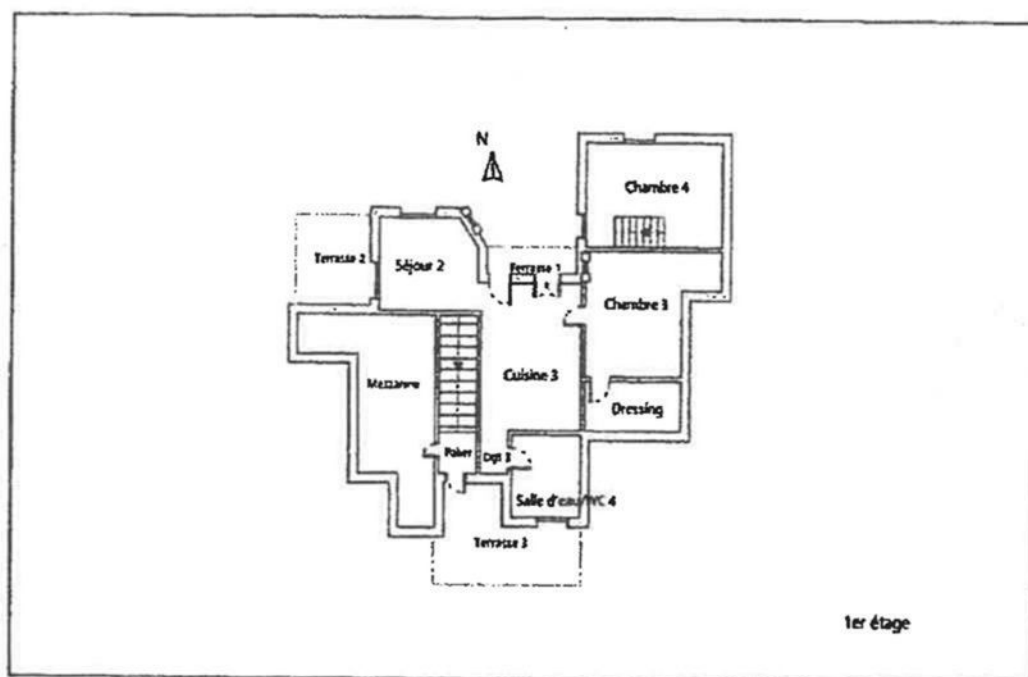 N
Chambre 4
Terrasse 2
Séjour 2
Terrasse 1
Chambre 3
Mezzanine
Cuisine 3
Dressing
Palier
Dgt 3
Salle d'eau/WC 4
Terrasse 3
1er étage